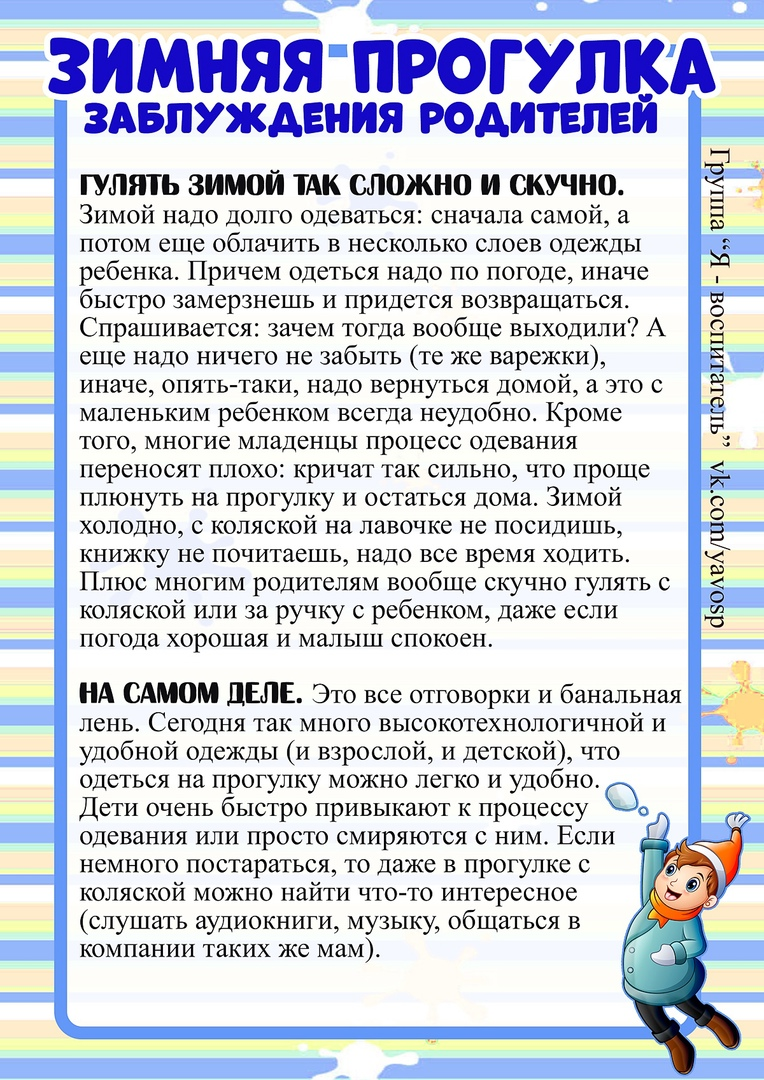 ЗИМНЯЯ ПРОГУЛКА
ЗАБЛУЖДЕНИЯ РОДИТЕЛЕЙ
ГУЛЯТЬ ЗИМОЙ ТАК СЛОЖНО И СКУЧНО.
Зимой надо долго одеваться: сначала самой, а
потом еще облачить в несколько слоев одежды
ребенка. Причем одеться надо по погоде, иначе
быстро замерзнешь и придется возвращаться.
Спрашивается: зачем тогда вообще выходили? А
еще надо ничего не забыть (те же варежки),
иначе, опять-таки, надо вернуться домой, а это с
маленьким ребенком всегда неудобно. Кроме
того, многие младенцы процесс одевания
переносят плохо: кричат так сильно, что проще
плюнуть на прогулку и остаться дома. Зимой
холодно, с коляской на лавочке не посидишь,
книжку не почитаешь, надо все время ходить.
Плюс многим родителям вообще скучно гулять с
коляской или за ручку с ребенком, даже если
погода хорошая и малыш спокоен.
НА САМОМ ДЕЛЕ. Это все отговорки и банальная
лень. Сегодня так много высокотехнологичной и
удобной одежды (и взрослой, и детской), что
одеться на прогулку можно легко и удобно.
Дети очень быстро привыкают к процессу
одевания или просто смиряются с ним. Если
немного постараться, то даже в прогулке с
коляской можно найти что-то интересное
(слушать аудиокниги, музыку, общаться в
компании таких же мам).
Группа “Я - воспитатель” vk.com/yavosp